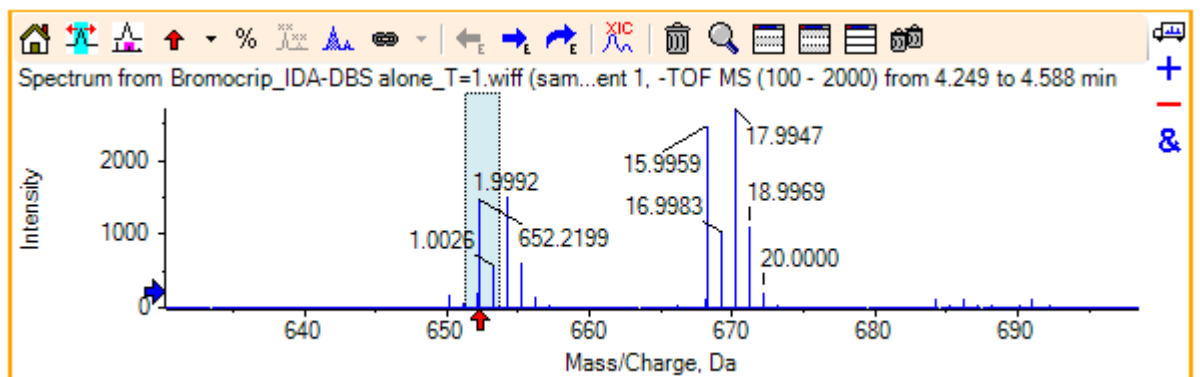 % XIC
Spectrum from Bromocrip_IDA-DBS alone_T=1.wiff (sam...ent 1, -TOF MS (100 - 2000) from 4.249 to 4.588 min
Intensity
2000
1000
0
1.0026
1.9992
652.2199
15.9959
16.9983
17.9947
18.9969
20.0000
640 650 660 670 680 690
Mass/Charge, Da
&